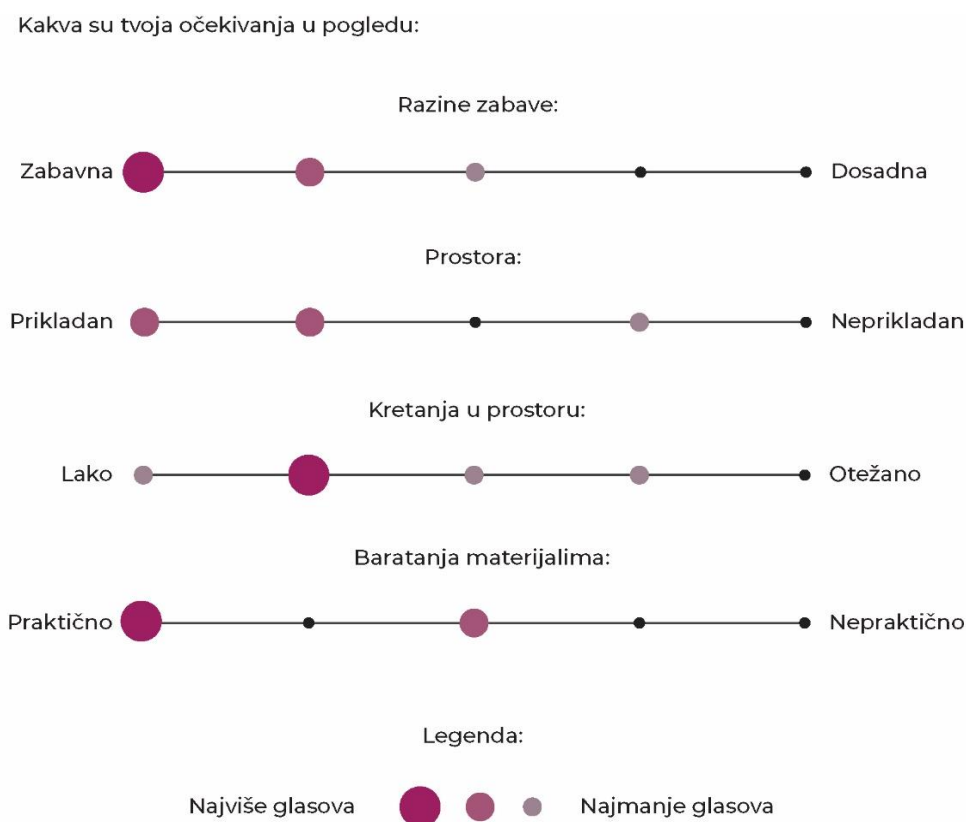 Kakva su tvoja očekivanja u pogledu:
Razine zabave:
Zabavna Dosadna
Prostora:
Prikladan Neprikladan
Kretanja u prostoru:
Lako Otežano
Baratanja materijalima:
Praktično Nepraktično
Legenda:
Najviše glasova Najmanje glasova